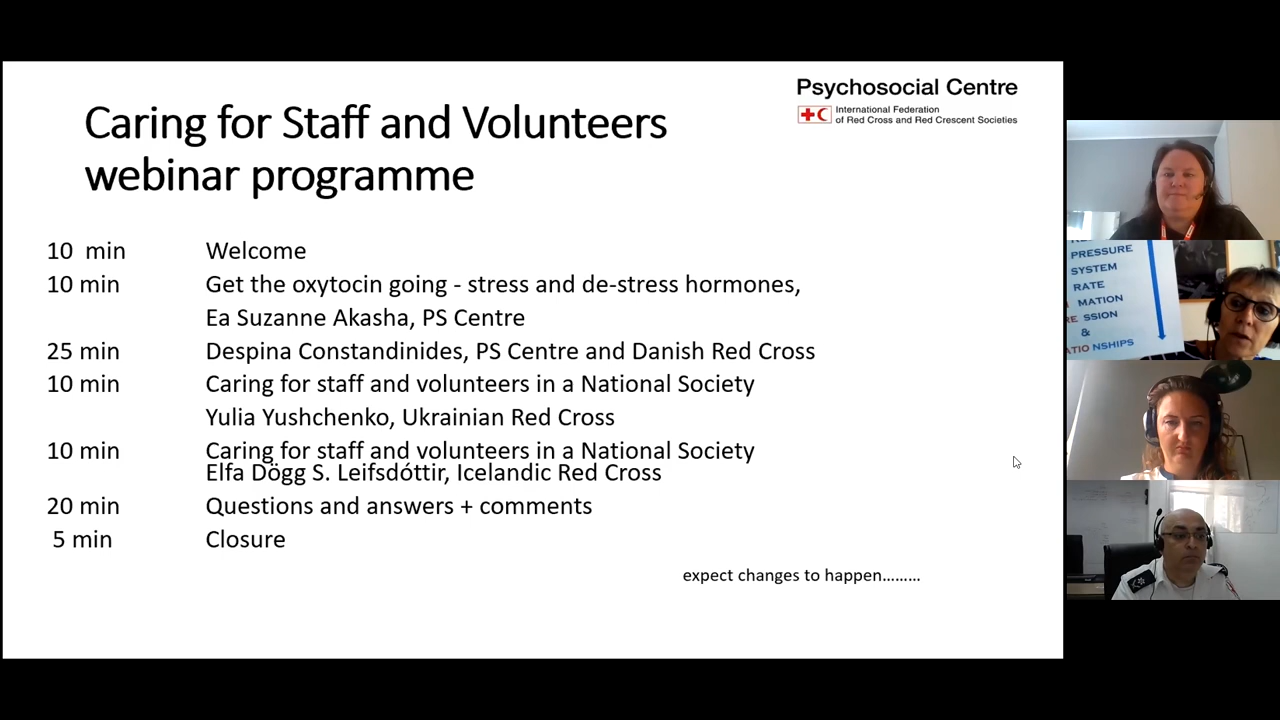 Psychosocial Centre
International Federation
of Red Cross and Red Crescent Societies
Caring for Staff and Volunteers
webinar programme
10 min Welcome
10 min Get the oxytocin going - stress and de-stress hormones,
Ea Suzanne Akasha, PS Centre
25 min Despina Constandinides, PS Centre and Danish Red Cross
10 min Caring for staff and volunteers in a National Society
Yulia Yushchenko, Ukrainian Red Cross
10 min Caring for staff and volunteers in a National Society
Elfa Dögg S. Leifsdóttir, Icelandic Red Cross
20 min Questions and answers + comments
5 min Closure
expect changes to happen.........
PRESSURE
SYSTEM
RATE
MATION
RE SSION
&
ATIO NSHIPS